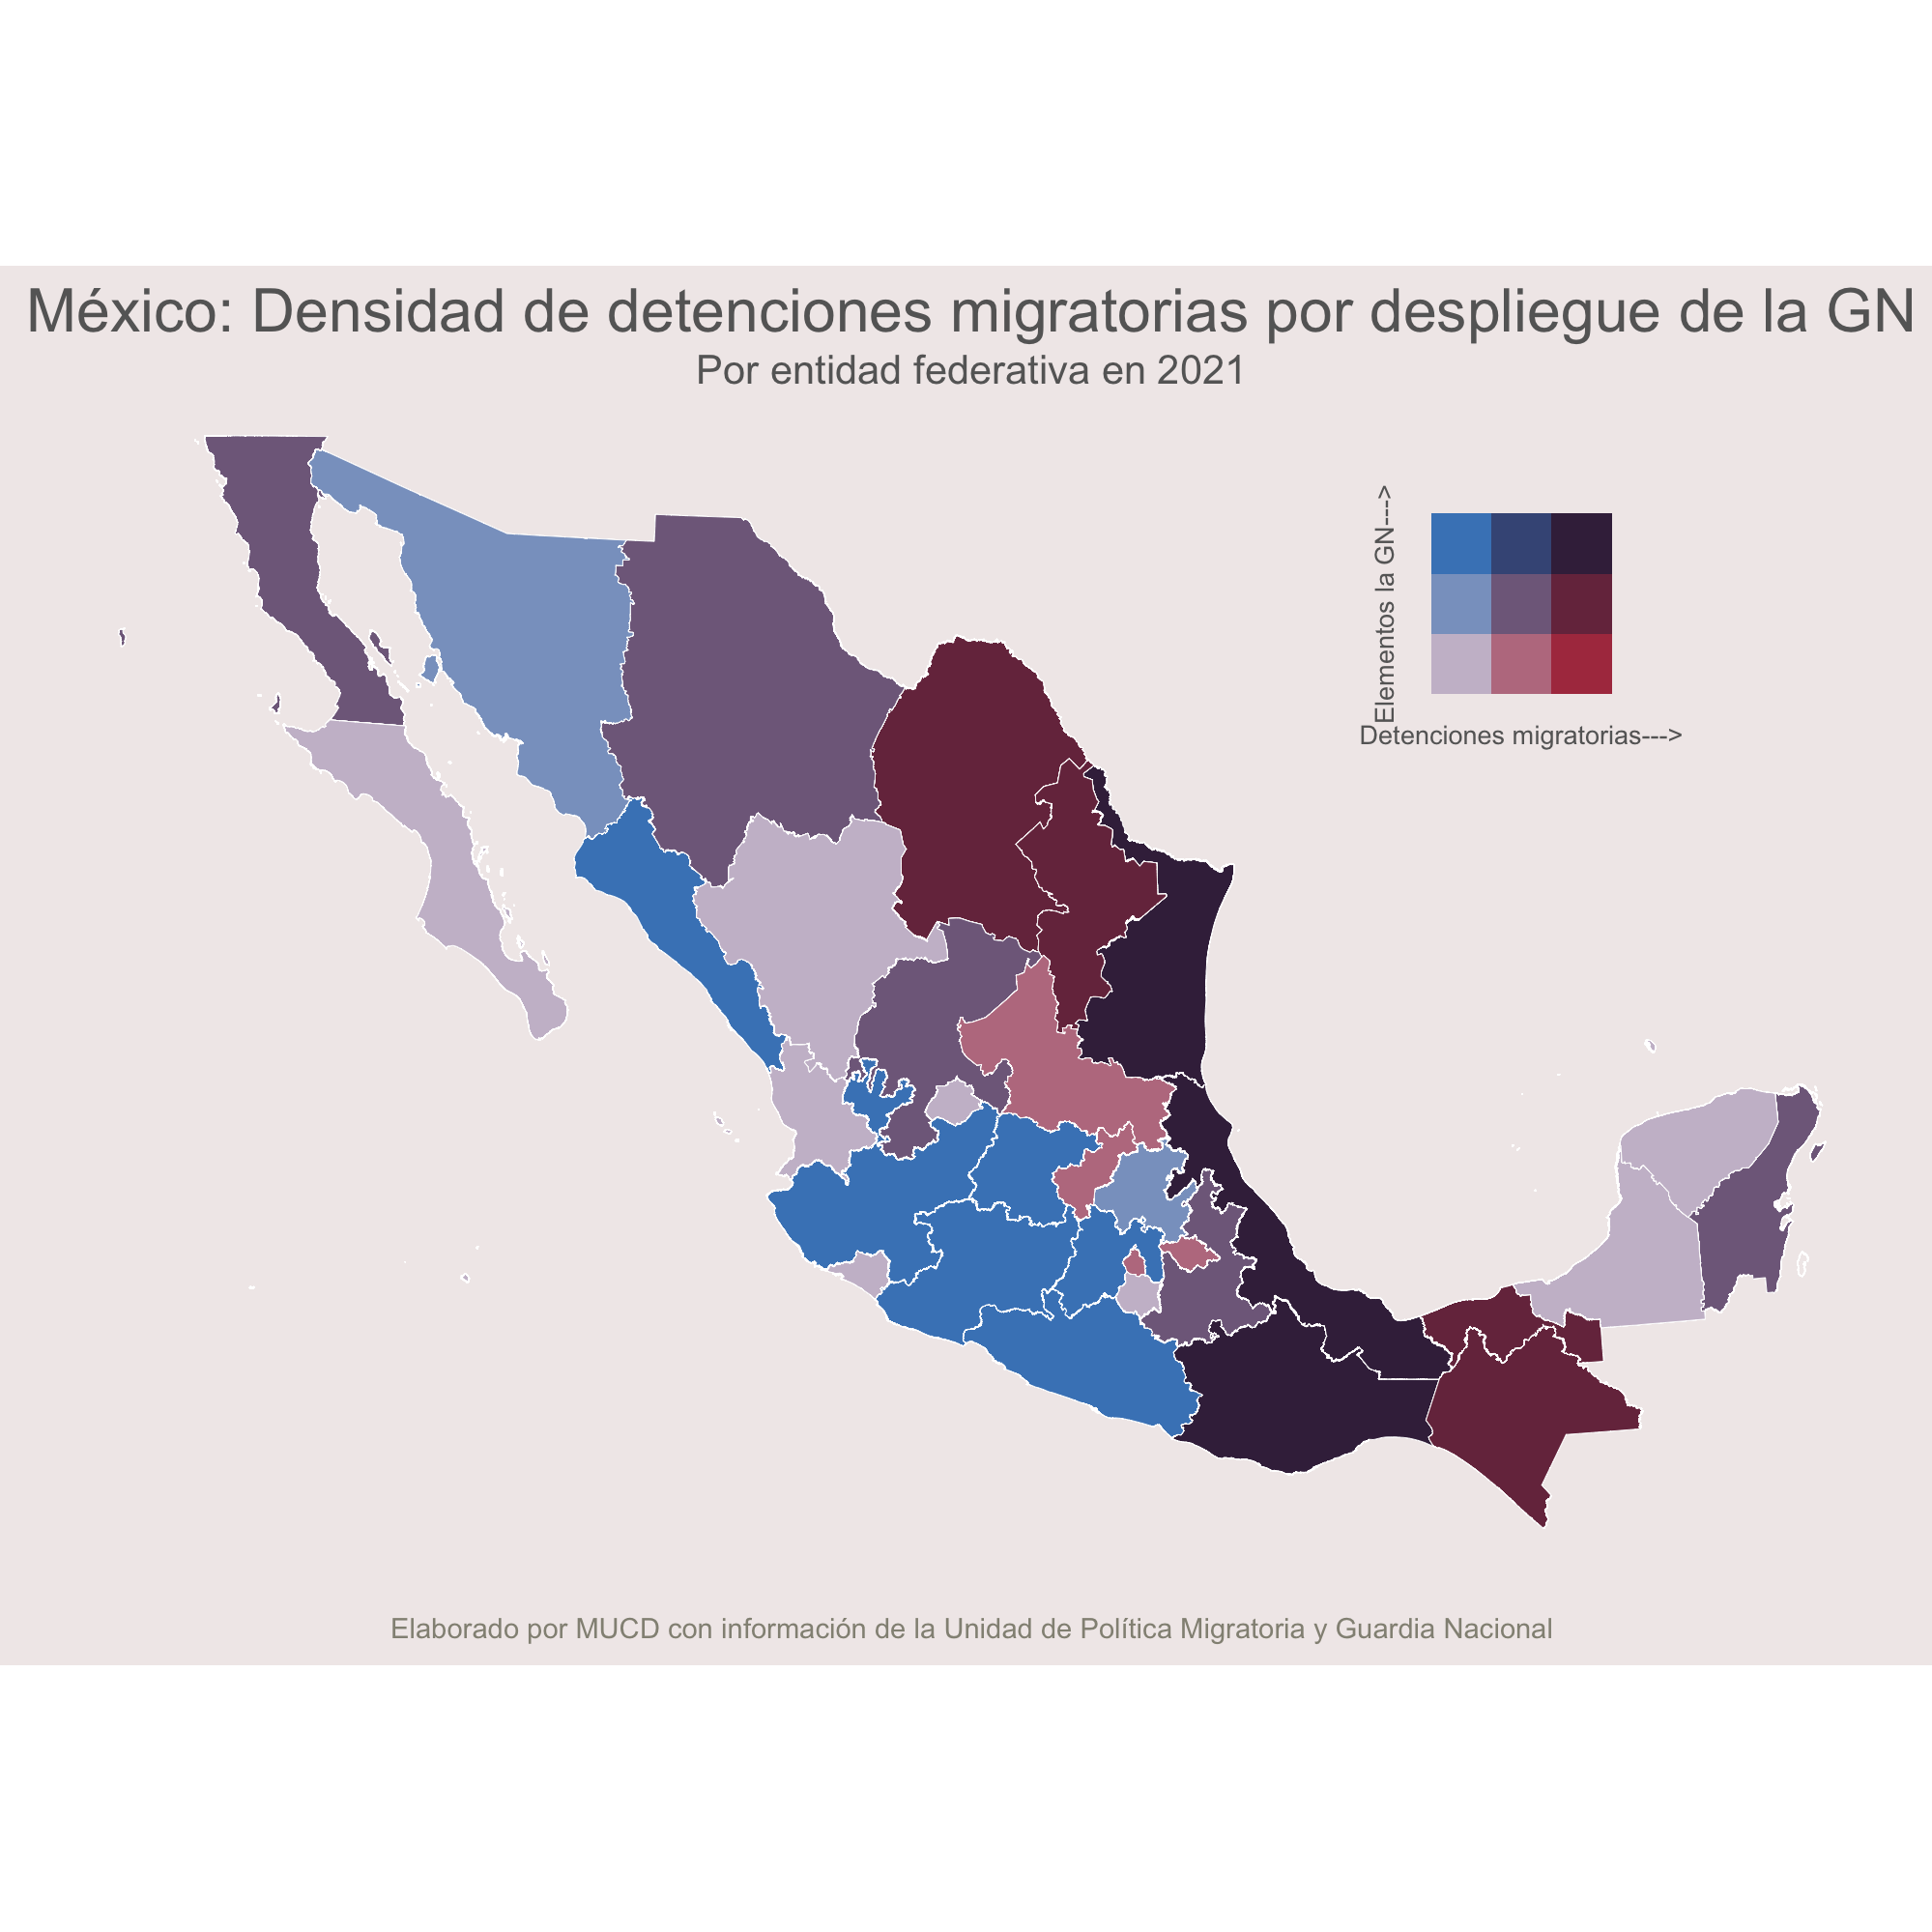 México: Densidad de detenciones migratorias por despliegue de la GN
Por entidad federativa en 2021
Elementos la GN--->
Detenciones migratorias--->
Elaborado por MUCD con información de la Unidad de Política Migratoria y Guardia Nacional